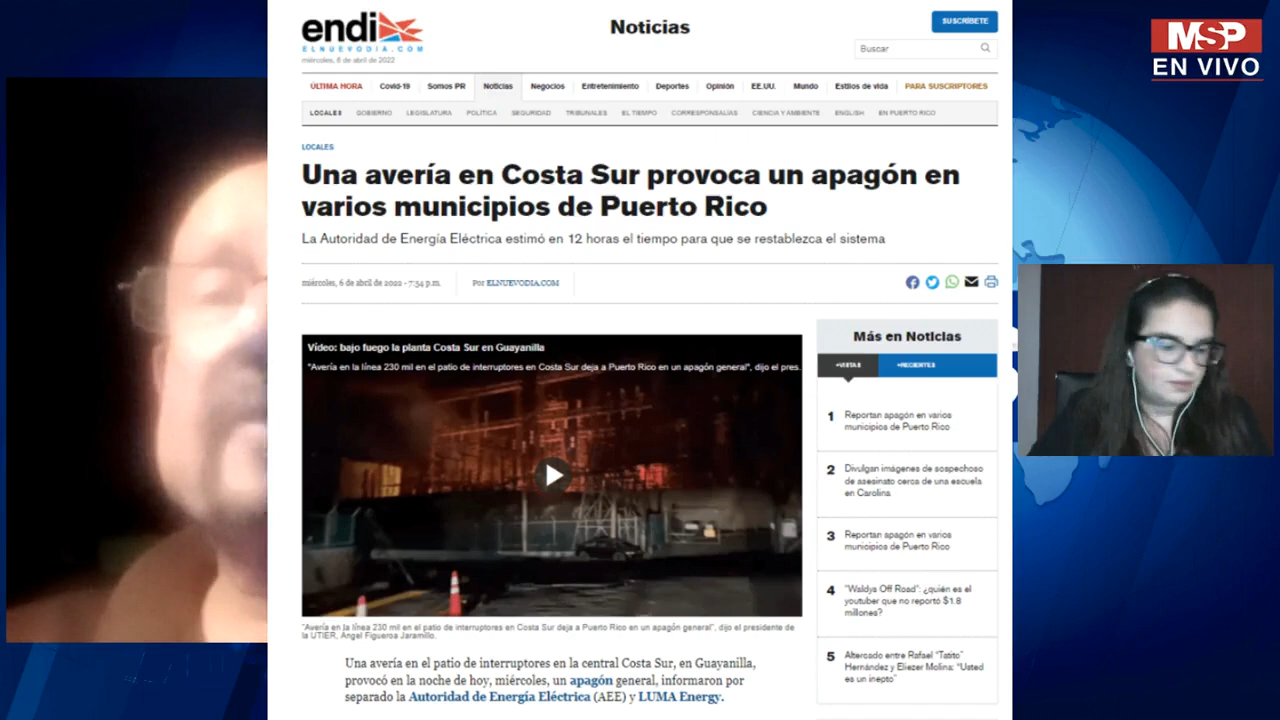 endi
ELNUEVODIA.COM
miércoles, 6 de abril de 2022
Noticias
SUSCRÍBETE
Buscar
MSP
EN VIVO
ÚLTIMA HORA Covid-19 Somos PR Noticias Negocios Entretenimiento Deportes Opinión EE.UU. Mundo Estilos de vida PARA SUSCRIPTORES
LOCALES GOBIERNO LEGISLATURA POLÍTICA SEGURIDAD TRIBUNALES EL TIEMPO CORRESPONSALÍAS CIENCIA Y AMBIENTE ENGLISH EN PUERTO RICO
LOCALES
Una avería en Costa Sur provoca un apagón en
varios municipios de Puerto Rico
La Autoridad de Energía Eléctrica estimó en 12 horas el tiempo para que se restablezca el sistema
miércoles, 6 de abril de 2022 - 7:54 p.m.
Por ELNUEVODIA.COM
Vídeo: bajo fuego la planta Costa Sur en Guayanilla
"Avería en la línea 230 mil en el patio de interruptores en Costa Sur deja a Puerto Rico en un apagón general", dijo el pres.
"Avería en la línea 230 mil en el patio de interruptores en Costa Sur deja a Puerto Rico en un apagón general", dijo el presidente de
la UTIER, Ángel Figueroa Jaramillo.
Una avería en el patio de interruptores en la central Costa Sur, en Guayanilla,
provocó en la noche de hoy, miércoles, un apagón general, informaron por
separado la Autoridad de Energía Eléctrica (AEE) y LUMA Energy.
Más en Noticias
+VISTAS +RECIENTES
1 Reportan apagón en varios
municipios de Puerto Rico
2 Divulgan imágenes de sospechoso
de asesinato cerca de una escuela
en Carolina
3 Reportan apagón en varios
municipios de Puerto Rico
4 "Waldys Off Road": ¿quién es el
youtuber que no reportó $1.8
millones?
5 Altercado entre Rafael "Tatito"
Hernández y Eliezer Molina: "Usted
es un inepto"